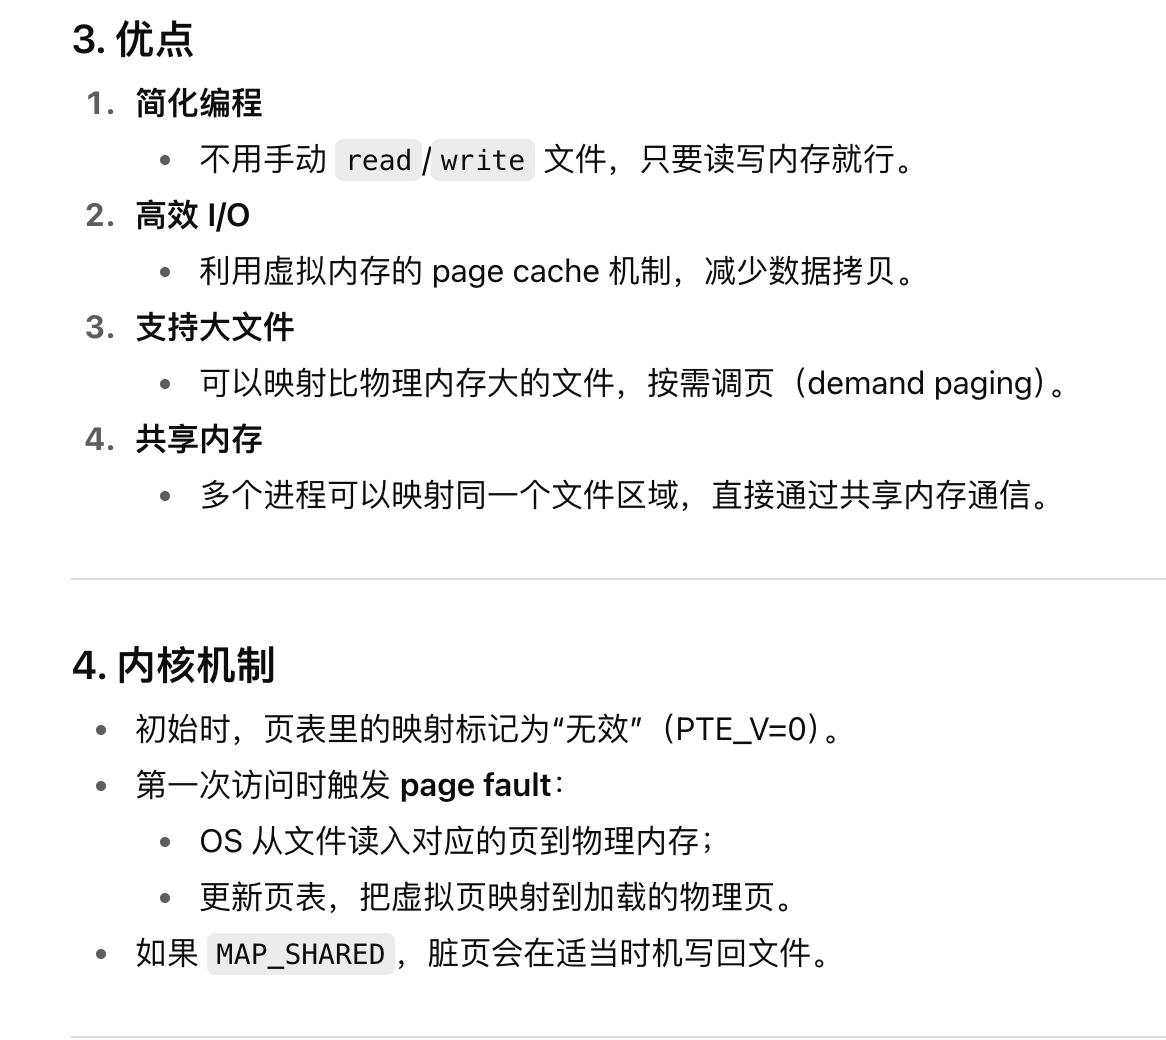 3. 优点
1. 简化编程
• 不用手动 read/write 文件，只要读写内存就行。
2. 高效 I/O
• 利用虚拟内存的 page cache 机制，减少数据拷贝。
3. 支持大文件
• 可以映射比物理内存大的文件，按需调页（demand paging）。
4. 共享内存
• 多个进程可以映射同一个文件区域，直接通过共享内存通信。
4. 内核机制
• 初始时，页表里的映射标记为“无效”（PTE_V=0）。
• 第一次访问时触发 page fault：
• OS 从文件读入对应的页到物理内存；
• 更新页表，把虚拟页映射到加载的物理页。
• 如果 MAP_SHARED，脏页会在适当时机写回文件。